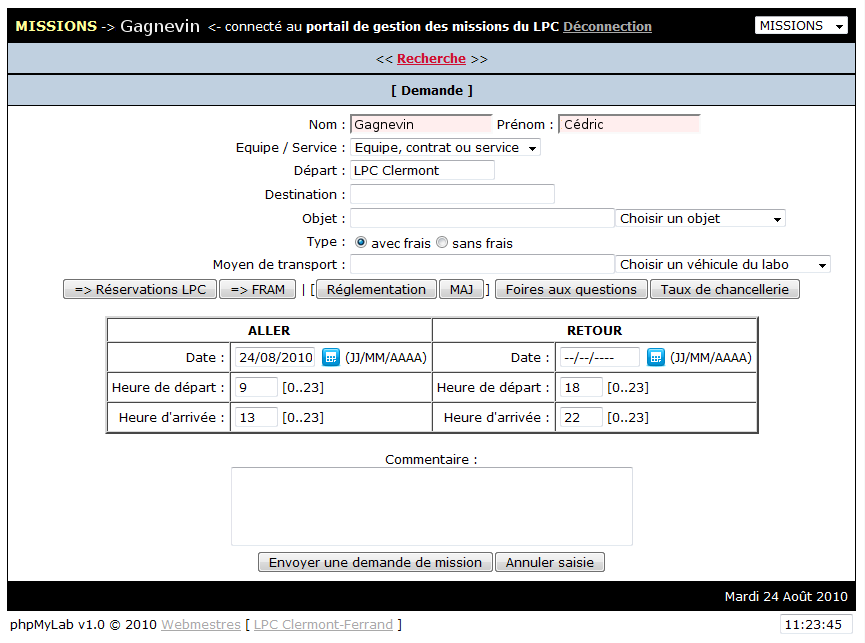 MISSIONS -> Gagnevin <- connecté au portail de gestion des missions du LPC Déconnection MISSIONS
<< Recherche >>
[ Demande ]
Nom : Gagnevin Prénom : Cédric
Equipe / Service : Equipe, contrat ou service
Départ : LPC Clermont
Destination :
Objet : Choisir un objet
Type : avec frais sans frais
Moyen de transport : Choisir un véhicule du labo
=> Réservations LPC => FRAM | [ Réglementation MAJ ] Foires aux questions Taux de chancellerie
ALLER RETOUR
Date : 24/08/2010 (JJ/MM/AAAA) Date : --/--/---- (JJ/MM/AAAA)
Heure de départ : 9 [0..23] Heure de départ : 18 [0..23]
Heure d'arrivée : 13 [0..23] Heure d'arrivée : 22 [0..23]
Commentaire :
Envoyer une demande de mission Annuler saisie
Mardi 24 Août 2010
phpMyLab v1.0 © 2010 Webmestres [ LPC Clermont-Ferrand ] 11:23:45